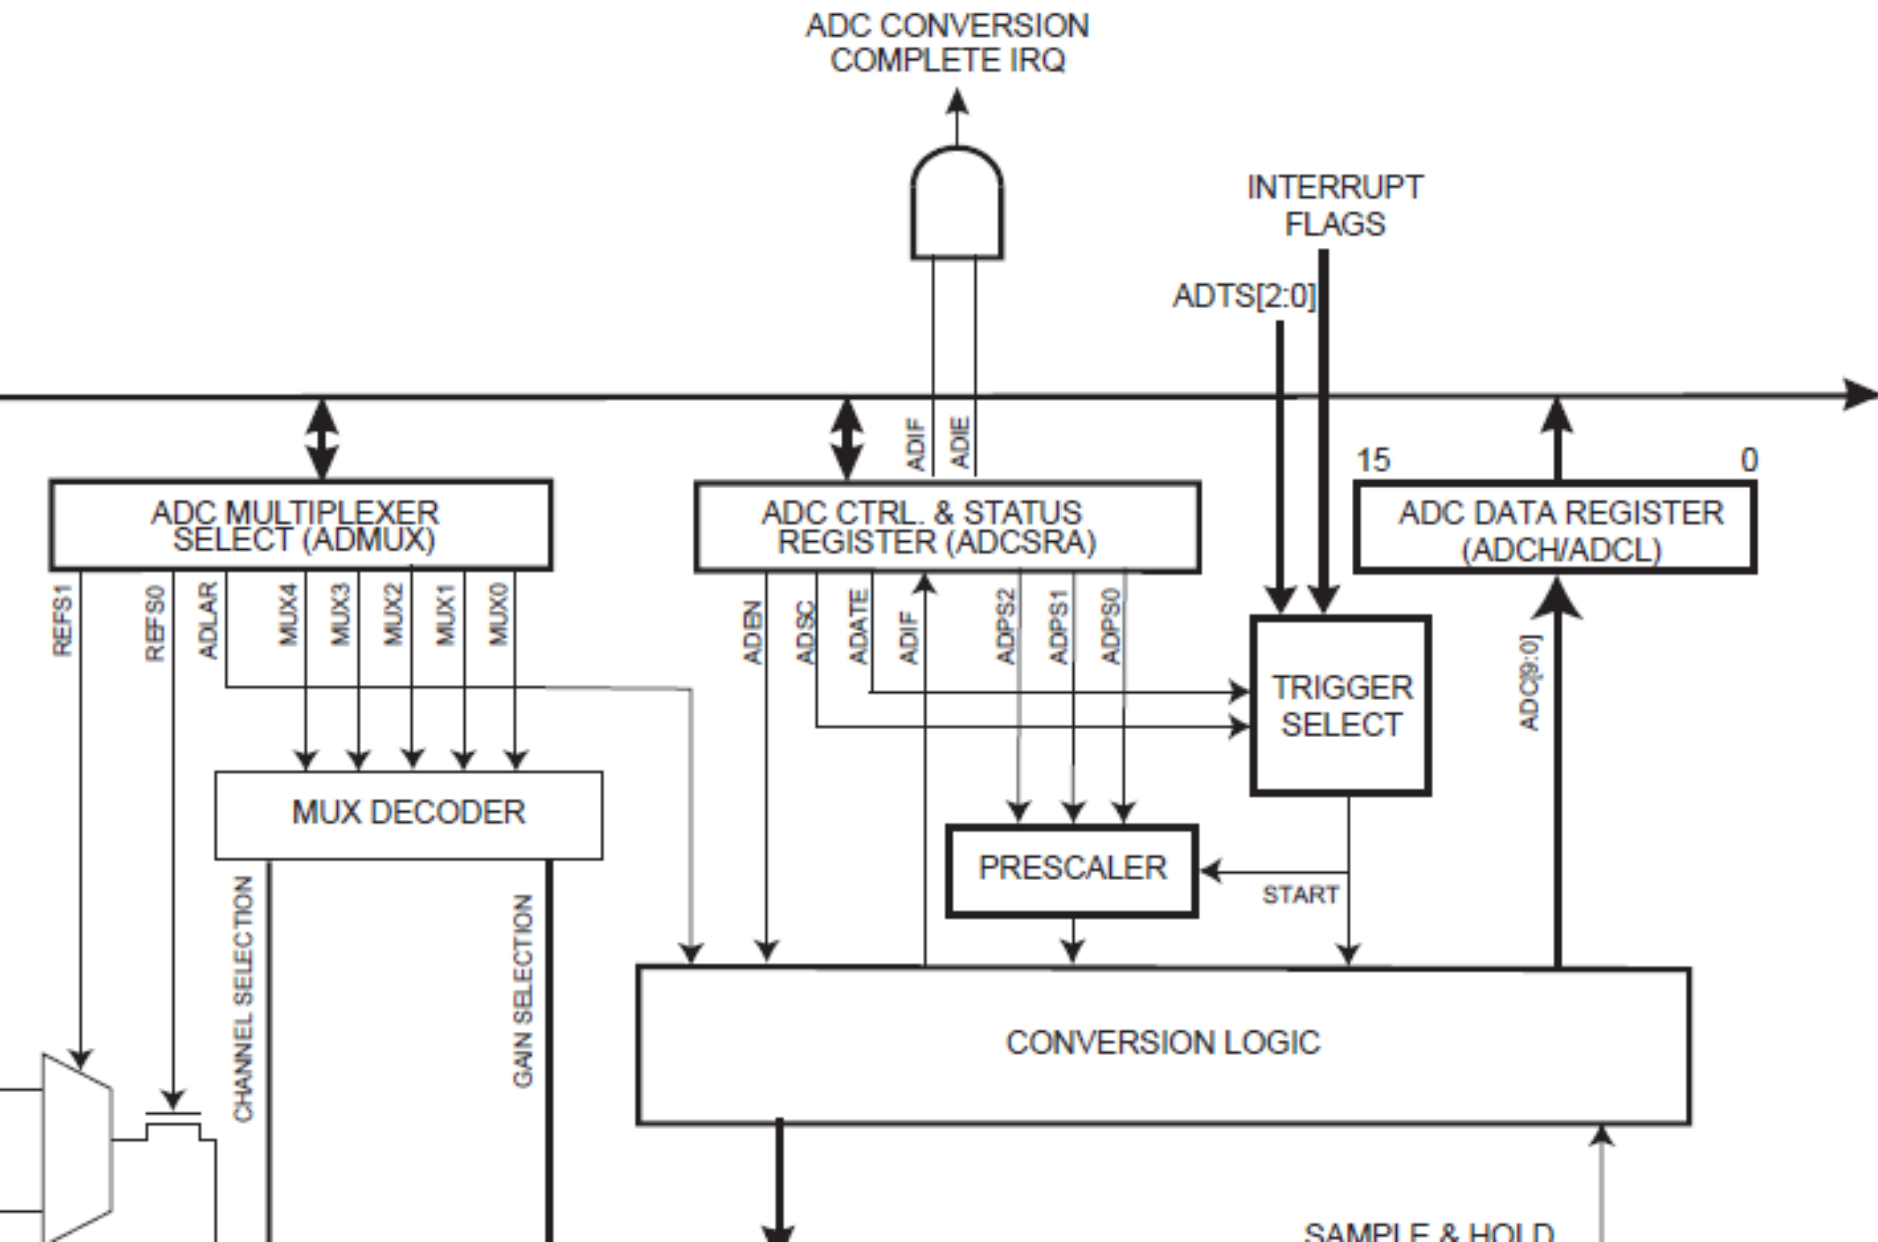 ADC CONVERSION
COMPLETE IRQ
INTERRUPT
FLAGS
ADTS[2:0]
ADIF
ADIE
15
0
ADC MULTIPLEXER
SELECT (ADMUX)
ADC CTRL. & STATUS
REGISTER (ADCSRA)
ADC DATA REGISTER
(ADCH/ADCL)
REFS1
REFS0
ADLAR
MUX4
MUX3
MUX2
MUX1
MUX0
ADEN
ADSC
ADATE
ADIF
ADPS2
ADPS1
ADPS0
ADC[9:0]
TRIGGER
SELECT
MUX DECODER
PRESCALER
START
CHANNEL SELECTION
GAIN SELECTION
CONVERSION LOGIC
SAMPLE & HOLD